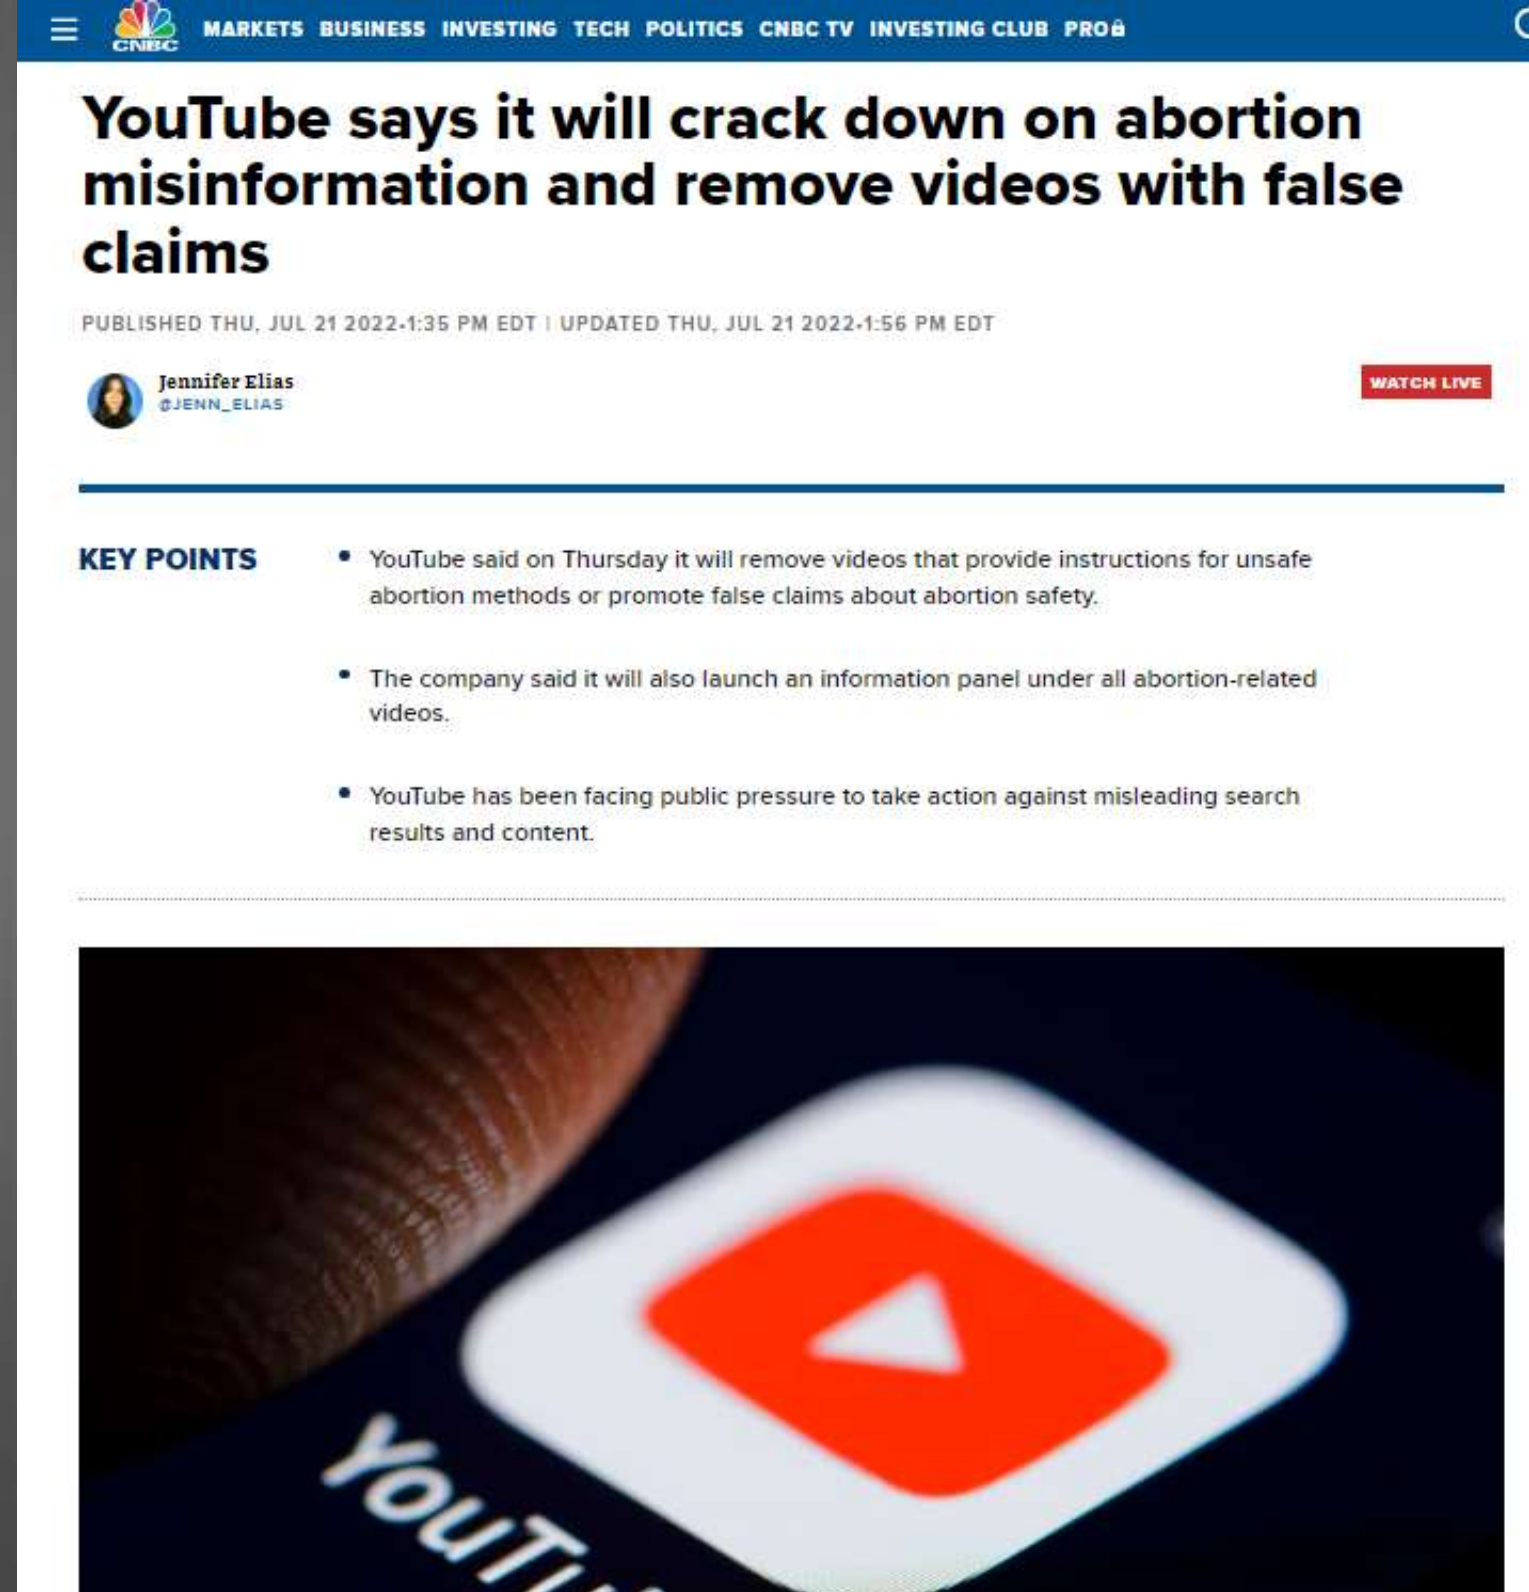 CNBC MARKETS BUSINESS INVESTING TECH POLITICS CNBC TV INVESTING CLUB PRO
YouTube says it will crack down on abortion
misinformation and remove videos with false
claims
PUBLISHED THU, JUL 21 2022•1:35 PM EDT | UPDATED THU, JUL 21 2022•1:56 PM EDT
Jennifer Elias
@JENN_ELIAS
WATCH LIVE
KEY POINTS
• YouTube said on Thursday it will remove videos that provide instructions for unsafe
abortion methods or promote false claims about abortion safety.
• The company said it will also launch an information panel under all abortion-related
videos.
• YouTube has been facing public pressure to take action against misleading search
results and content.
YouTu